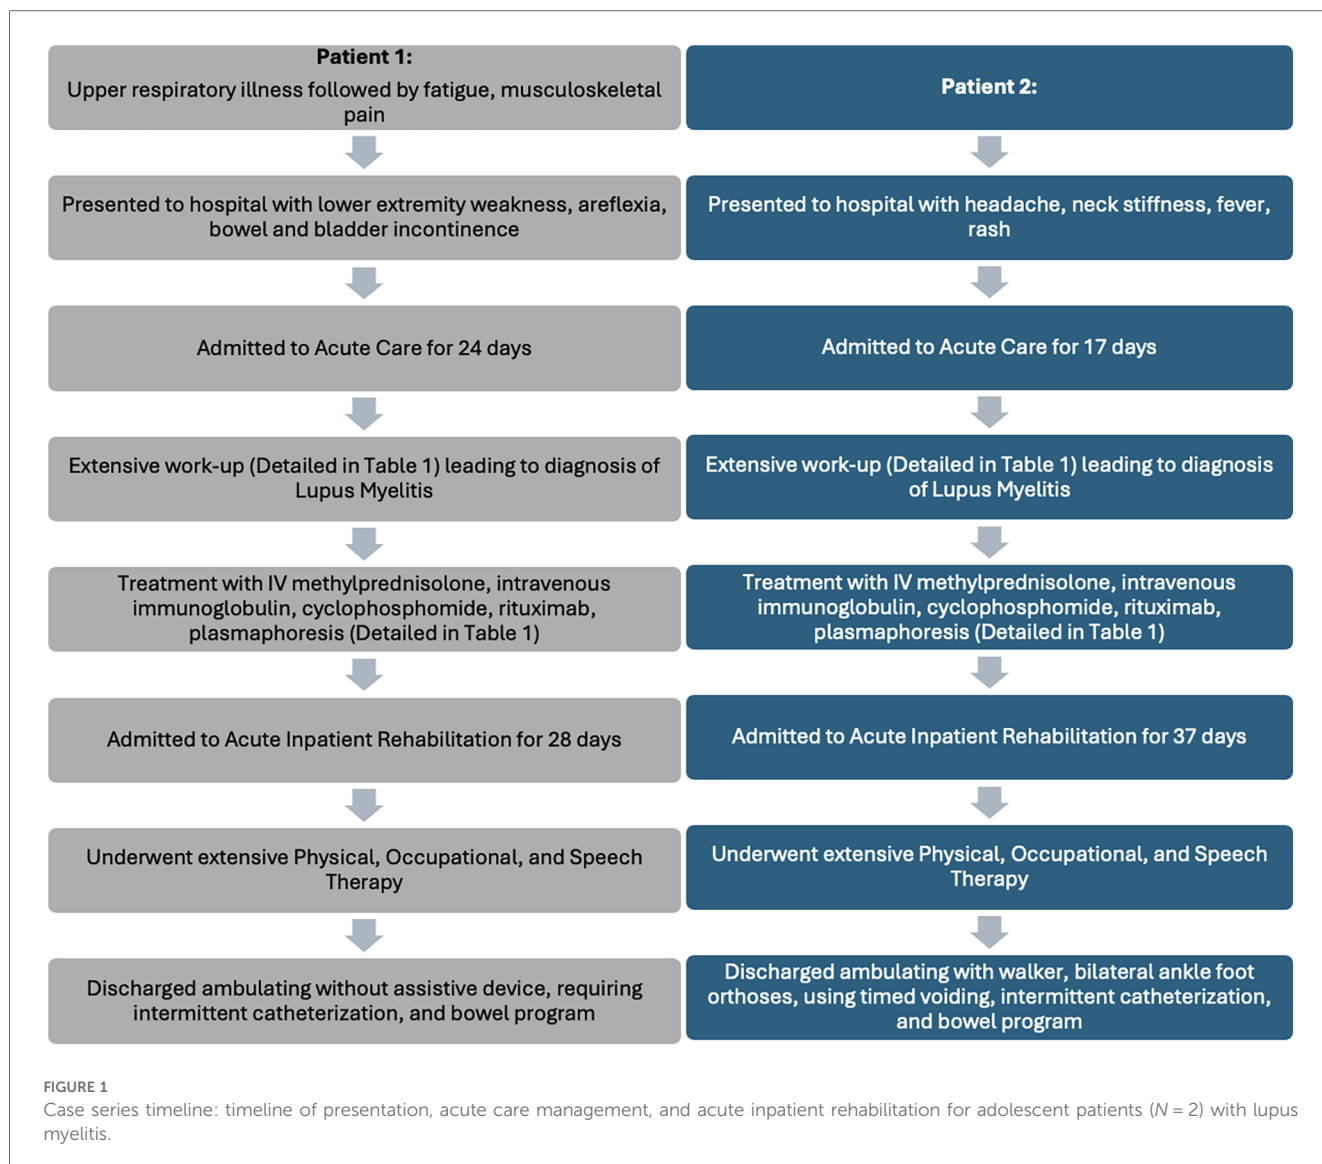 Patient 1:
Upper respiratory illness followed by fatigue, musculoskeletal
pain
Presented to hospital with lower extremity weakness, areflexia,
bowel and bladder incontinence
Admitted to Acute Care for 24 days
Extensive work-up (Detailed in Table 1) leading to diagnosis of
Lupus Myelitis
Treatment with IV methylprednisolone, intravenous
immunoglobulin, cyclophosphomide, rituximab,
plasmaphoresis (Detailed in Table 1)
Admitted to Acute Inpatient Rehabilitation for 28 days
Underwent extensive Physical, Occupational, and Speech
Therapy
Discharged ambulating without assistive device, requiring
intermittent catheterization, and bowel program
Patient 2:
Presented to hospital with headache, neck stiffness, fever,
rash
Admitted to Acute Care for 17 days
Extensive work-up (Detailed in Table 1) leading to diagnosis
of Lupus Myelitis
Treatment with IV methylprednisolone, intravenous
immunoglobulin, cyclophosphomide, rituximab,
plasmaphoresis (Detailed in Table 1)
Admitted to Acute Inpatient Rehabilitation for 37 days
Underwent extensive Physical, Occupational, and Speech
Therapy
Discharged ambulating with walker, bilateral ankle foot
orthoses, using timed voiding, intermittent catheterization,
and bowel program
FIGURE 1
Case series timeline: timeline of presentation, acute care management, and acute inpatient rehabilitation for adolescent patients (N = 2) with lupus
myelitis.